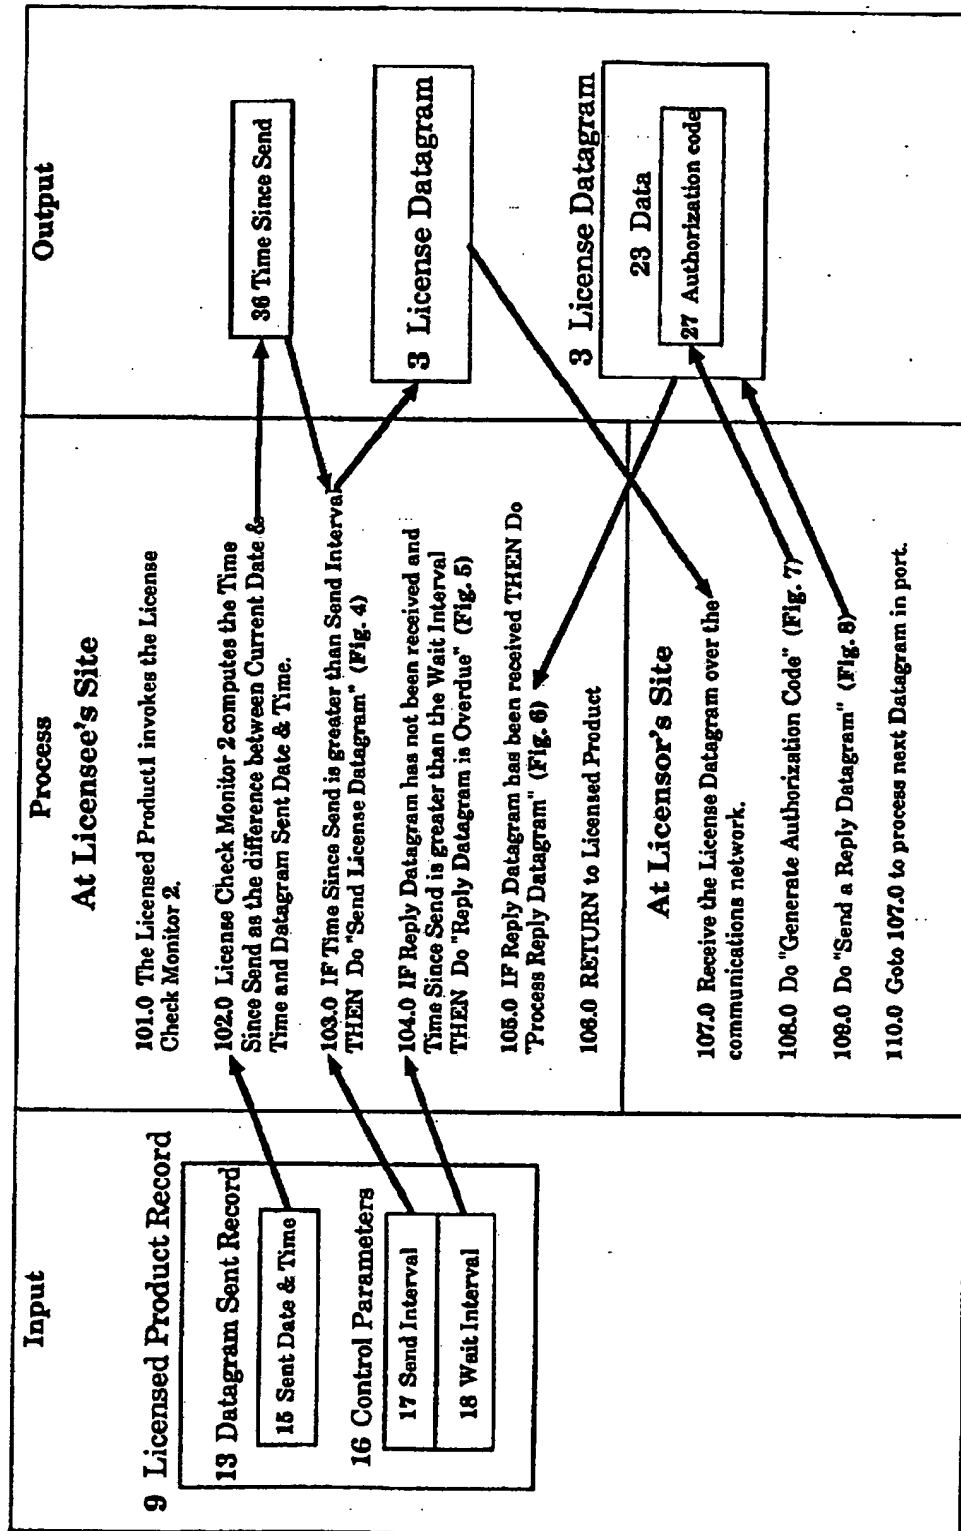 Input
9 Licensed Product Record
13 Datagram Sent Record
15 Sent Date & Time
16 Control Parameters
17 Send Interval
18 Wait Interval
Process
At Licensee's Site
101.0 The Licensed Product1 invokes the License
Check Monitor 2.
102.0 License Check Monitor 2 computes the Time
Since Send as the difference between Current Date &
Time and Datagram Sent Date & Time.
103.0 IF Time Since Send is greater than Send Interval
THEN Do "Send License Datagram" (Fig. 4)
104.0 IF Reply Datagram has not been received and
Time Since Send is greater than the Wait Interval
THEN Do "Reply Datagram is Overdue" (Fig. 5)
105.0 IF Reply Datagram has been received THEN Do
"Process Reply Datagram" (Fig. 6)
106.0 RETURN to Licensed Product
At Licensor's Site
107.0 Receive the License Datagram over the
communications network.
108.0 Do "Generate Authorization Code" (Fig. 7)
109.0 Do "Send a Reply Datagram" (Fig. 8)
110.0 Goto 107.0 to process next Datagram in port.
Output
36 Time Since Send
3 License Datagram
3 License Datagram
23 Data
27 Authorization code